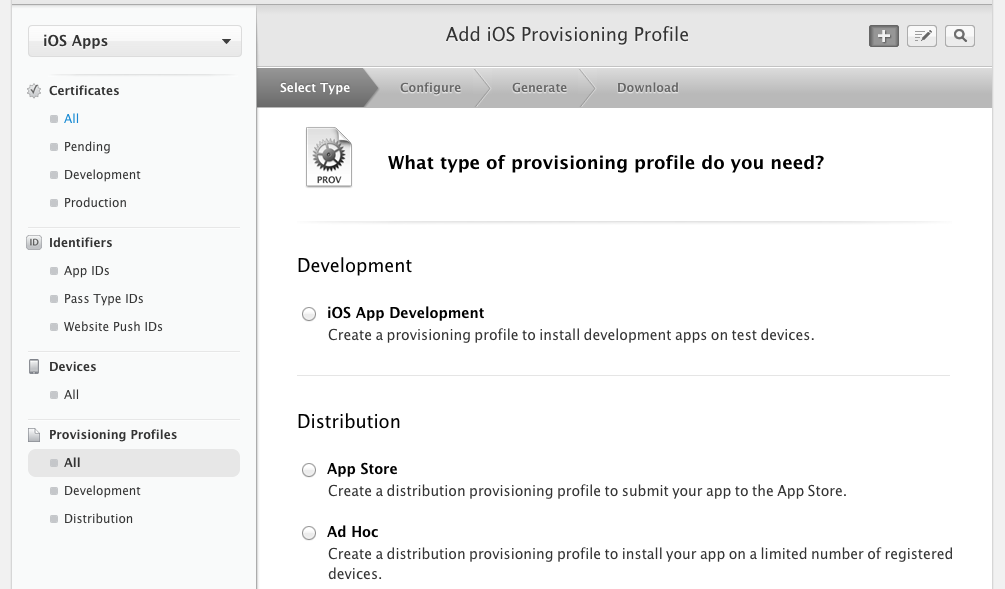 iOS Apps
Certificates
All
Pending
Development
Production
ID Identifiers
App IDs
Pass Type IDs
Website Push IDs
Devices
All
Provisioning Profiles
All
Development
Distribution
Add iOS Provisioning Profile
Select Type Configure Generate Download
PROV
What type of provisioning profile do you need?
Development
iOS App Development
Create a provisioning profile to install development apps on test devices.
Distribution
App Store
Create a distribution provisioning profile to submit your app to the App Store.
Ad Hoc
Create a distribution provisioning profile to install your app on a limited number of registered
devices.